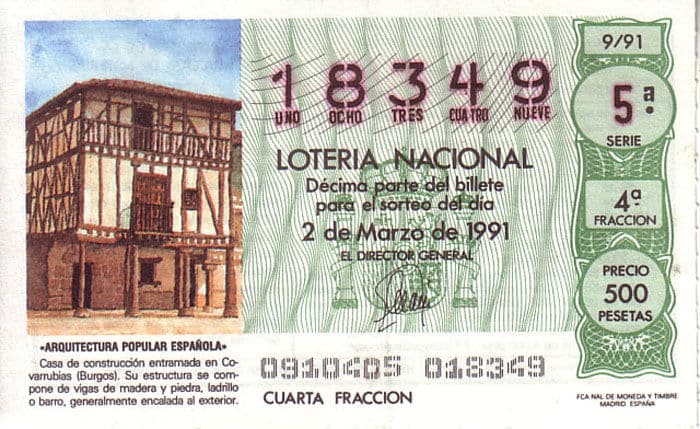 18349
UNO OCHO TRES CUATRO NUEVE
LOTERIA NACIONAL
Décima parte del billete
para el sorteo del día
2 de Marzo de 1991
EL DIRECTOR GENERAL
9/91
5ª
SERIE
4ª
FRACCION
PRECIO
500
PESETAS
«ARQUITECTURA POPULAR ESPAÑOLA»
Casa de construcción entramada en Co-
varrubias (Burgos). Su estructura se com-
pone de vigas de madera y piedra, ladrillo
o barro, generalmente encalada al exterior.
0910405 018349
CUARTA FRACCION
FCA NAL DE MONEDA Y TIMBRE
MADRID ESPAÑA